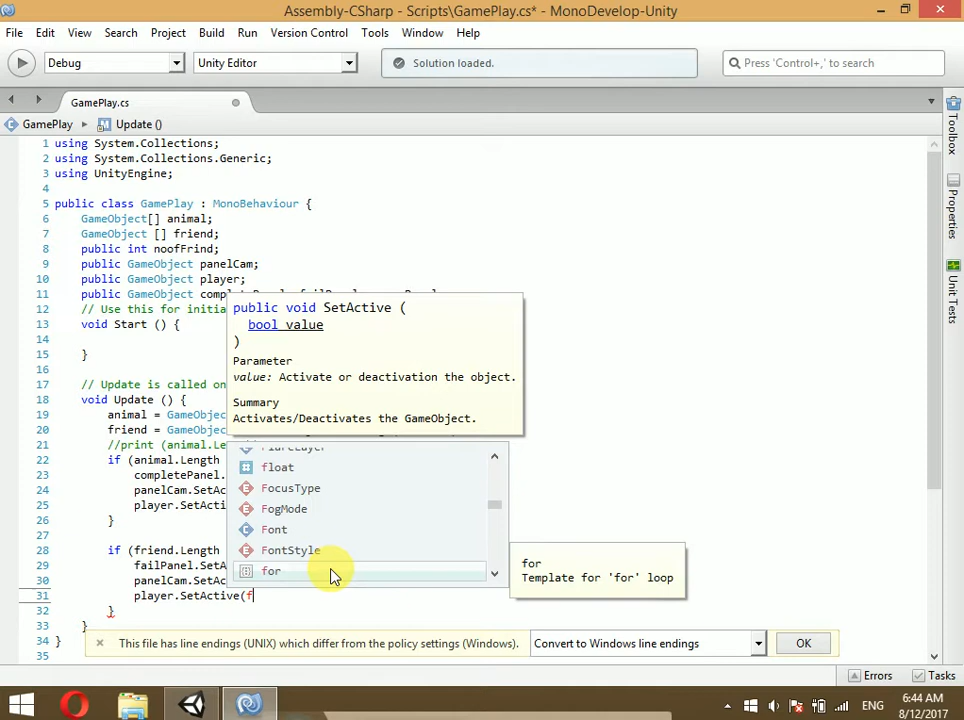 Assembly-CSharp - Scripts\GamePlay.cs* - MonoDevelop-Unity
File Edit View Search Project Build Run Version Control Tools Window Help
Debug
Unity Editor
Solution loaded.
Press 'Control+,' to search
GamePlay.cs
GamePlay
Update ()
1 using System.Collections;
2 using System.Collections.Generic;
3 using UnityEngine;
4
5 public class GamePlay : MonoBehaviour {
6 GameObject[] animal;
7 GameObject [] friend;
8 public int noofFrind;
9 public GameObject panelCam;
10 public GameObject player;
11 public GameObject
12 // Use this for initia
13 void Start () {
14
15 }
16
17 // Update is called on
18 void Update () {
19 animal = GameObjec
20 friend = GameObjec
21 //print (animal.Le
22 if (animal.Length
23 completePanel.
24 panelCam.SetAc
25 player.SetActi
26 }
27
28 if (friend.Length
29 failPanel.SetA
30 panelCam.SetAc
31 player.SetActive(f
32 }
33 }
34 }
35
public void SetActive (
bool value
)
Parameter
value: Activate or deactivation the object.
Summary
Activates/Deactivates the GameObject.
float
FocusType
FogMode
Font
FontStyle
for
for
Template for 'for' loop
This file has line endings (UNIX) which differ from the policy settings (Windows).
Convert to Windows line endings
OK
Toolbox
Properties
Unit Tests
Errors
Tasks
ENG
6:44 AM
8/12/2017